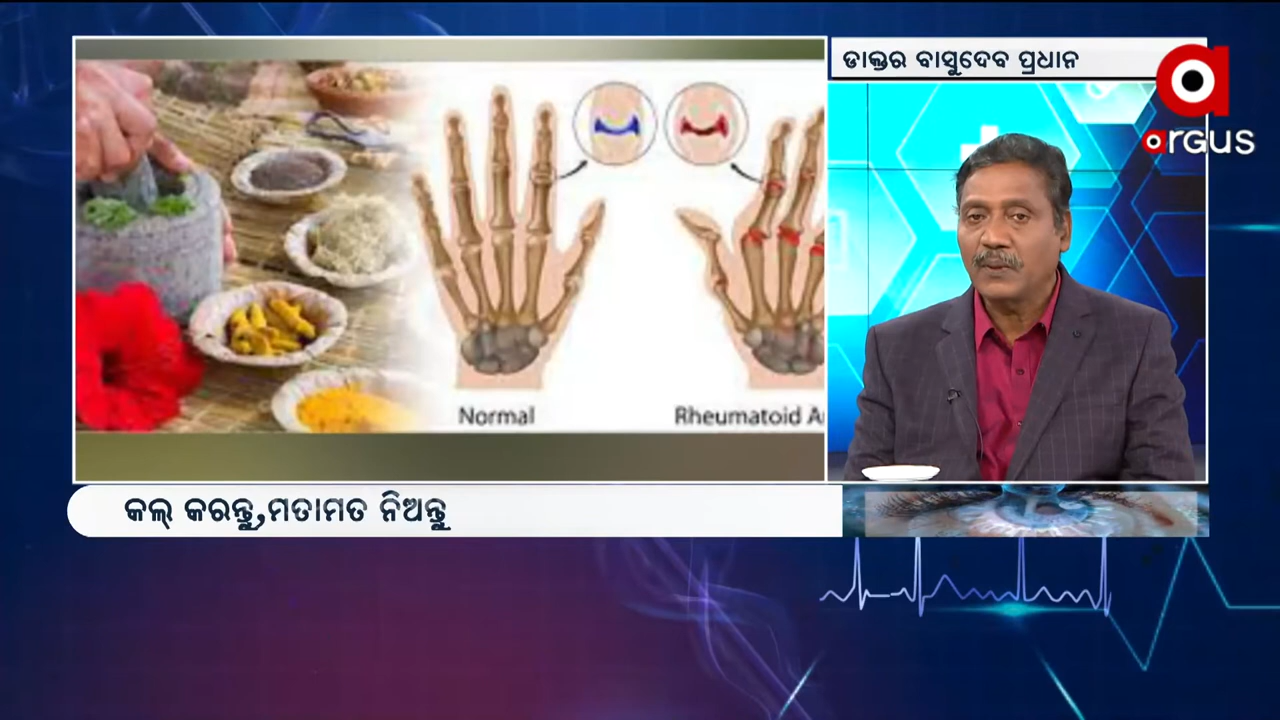 ଡାକ୍ତର ବାସୁଦେବ ପ୍ରଧାନ
argus
Normal
Rheumatoid
କଲ୍ କରନ୍ତୁ,ମତାମତ ନିଅନ୍ତୁ